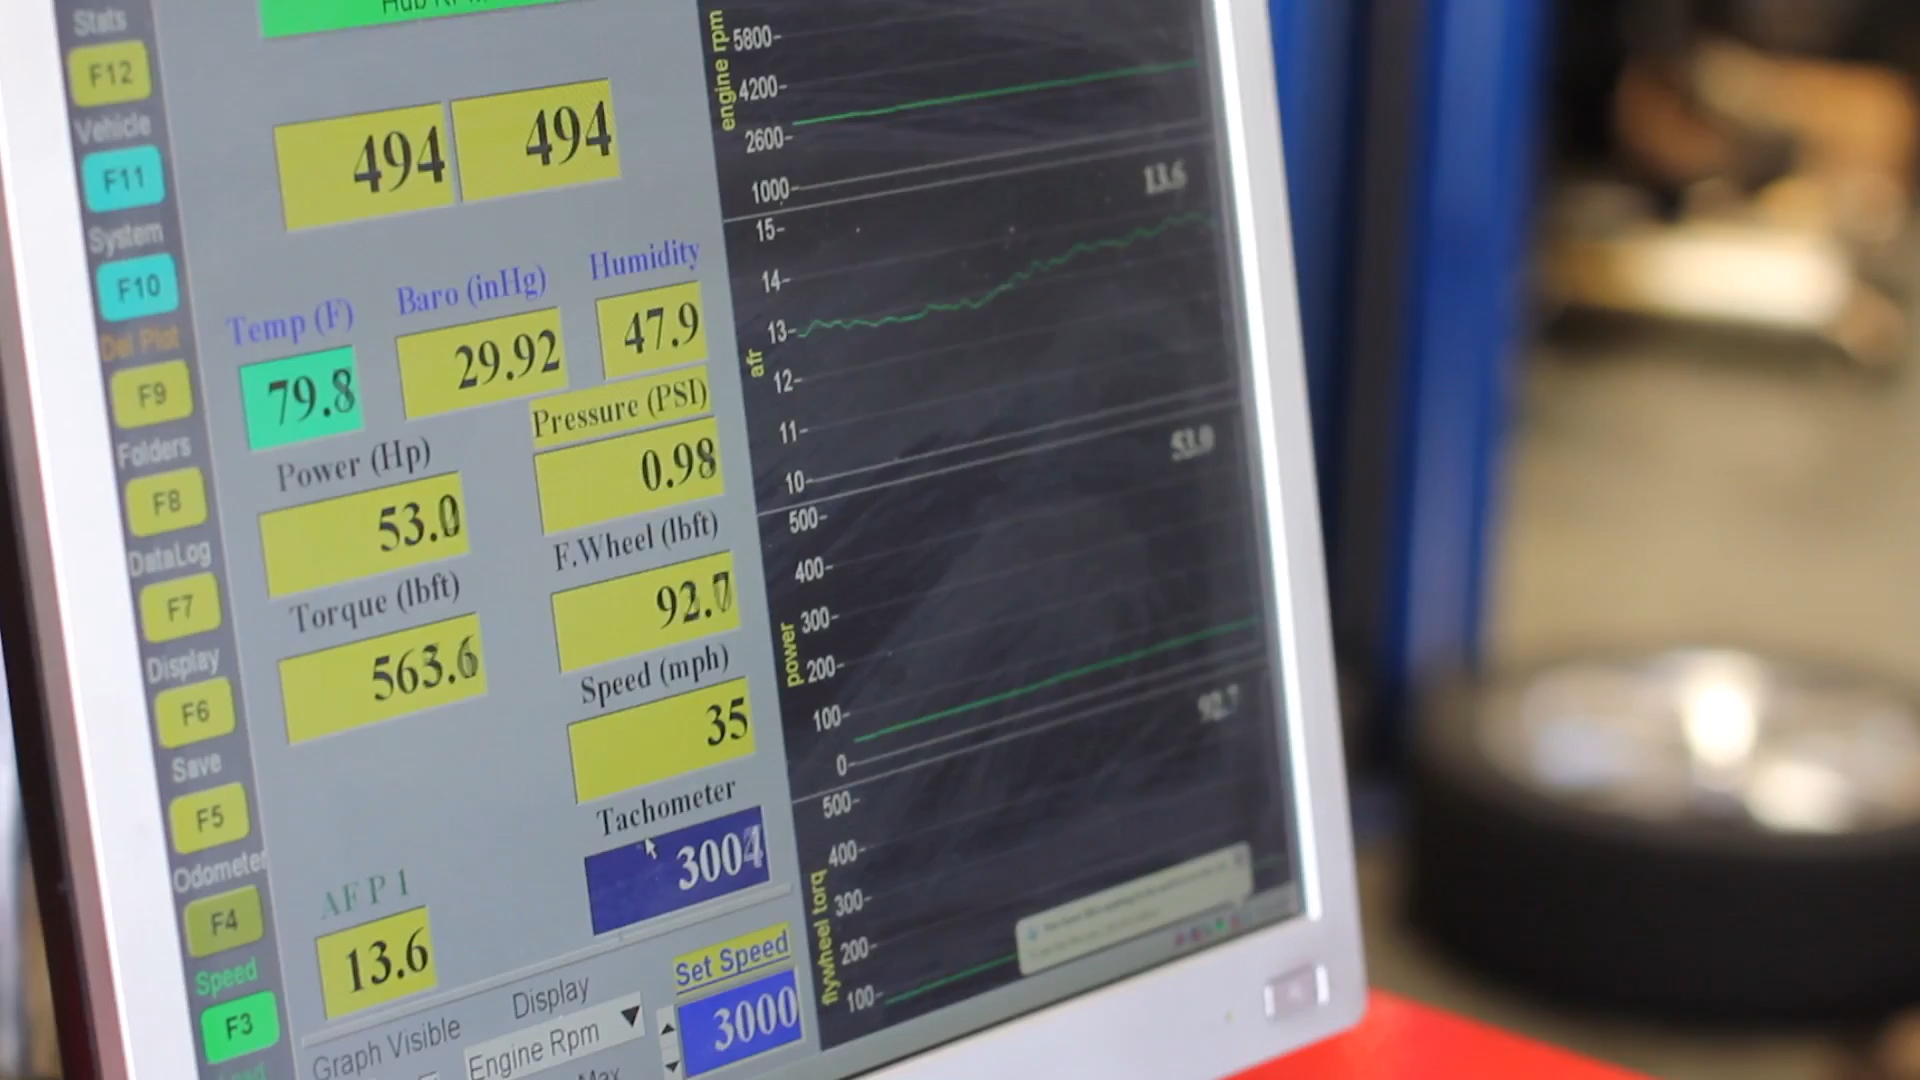 Stats
F12
Vehicle
F11
System
F10
Del Plot
F9
Folders
F8
DataLog
F7
Display
F6
Save
F5
Odometer
F4
Speed
F3
494 494
Temp (F) Baro (inHg) Humidity
79.8 29.92 47.9
Power (Hp) Pressure (PSI)
53.0 0.98
Torque (lbft) F.Wheel (lbft)
563.6 92.7
Speed (mph)
35
Tachometer
3004
AFP 1
13.6
Set Speed
3000
Display
Graph Visible
Engine Rpm
Max
engine rpm
5800
4200
2600
1000
afr
13.6
15
14
13
12
11
10
power
53.0
500
400
300
200
100
0
flywheel torq
92.7
500
400
300
200
100